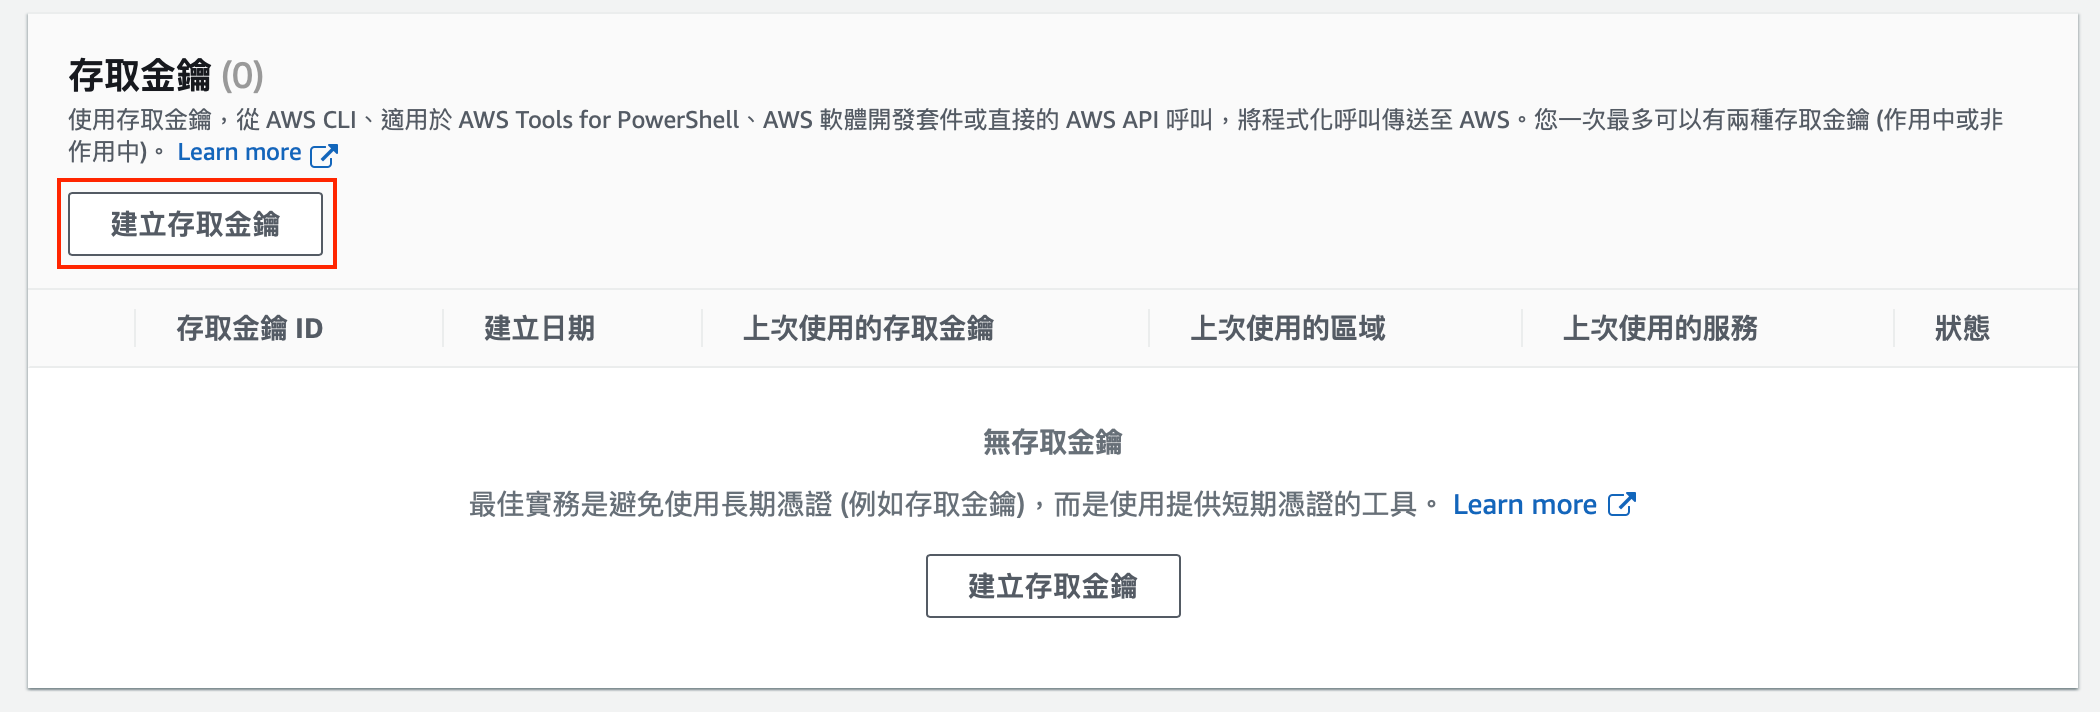 存取金鑰 (0)
使用存取金鑰，從 AWS CLI、適用於 AWS Tools for PowerShell、AWS 軟體開發套件或直接的 AWS API 呼叫，將程式化呼叫傳送至 AWS。您一次最多可以有兩種存取金鑰 (作用中或非
作用中)。 Learn more
建立存取金鑰
存取金鑰 ID 建立日期 上次使用的存取金鑰 上次使用的區域 上次使用的服務 狀態
無存取金鑰
最佳實務是避免使用長期憑證 (例如存取金鑰)，而是使用提供短期憑證的工具。 Learn more
建立存取金鑰